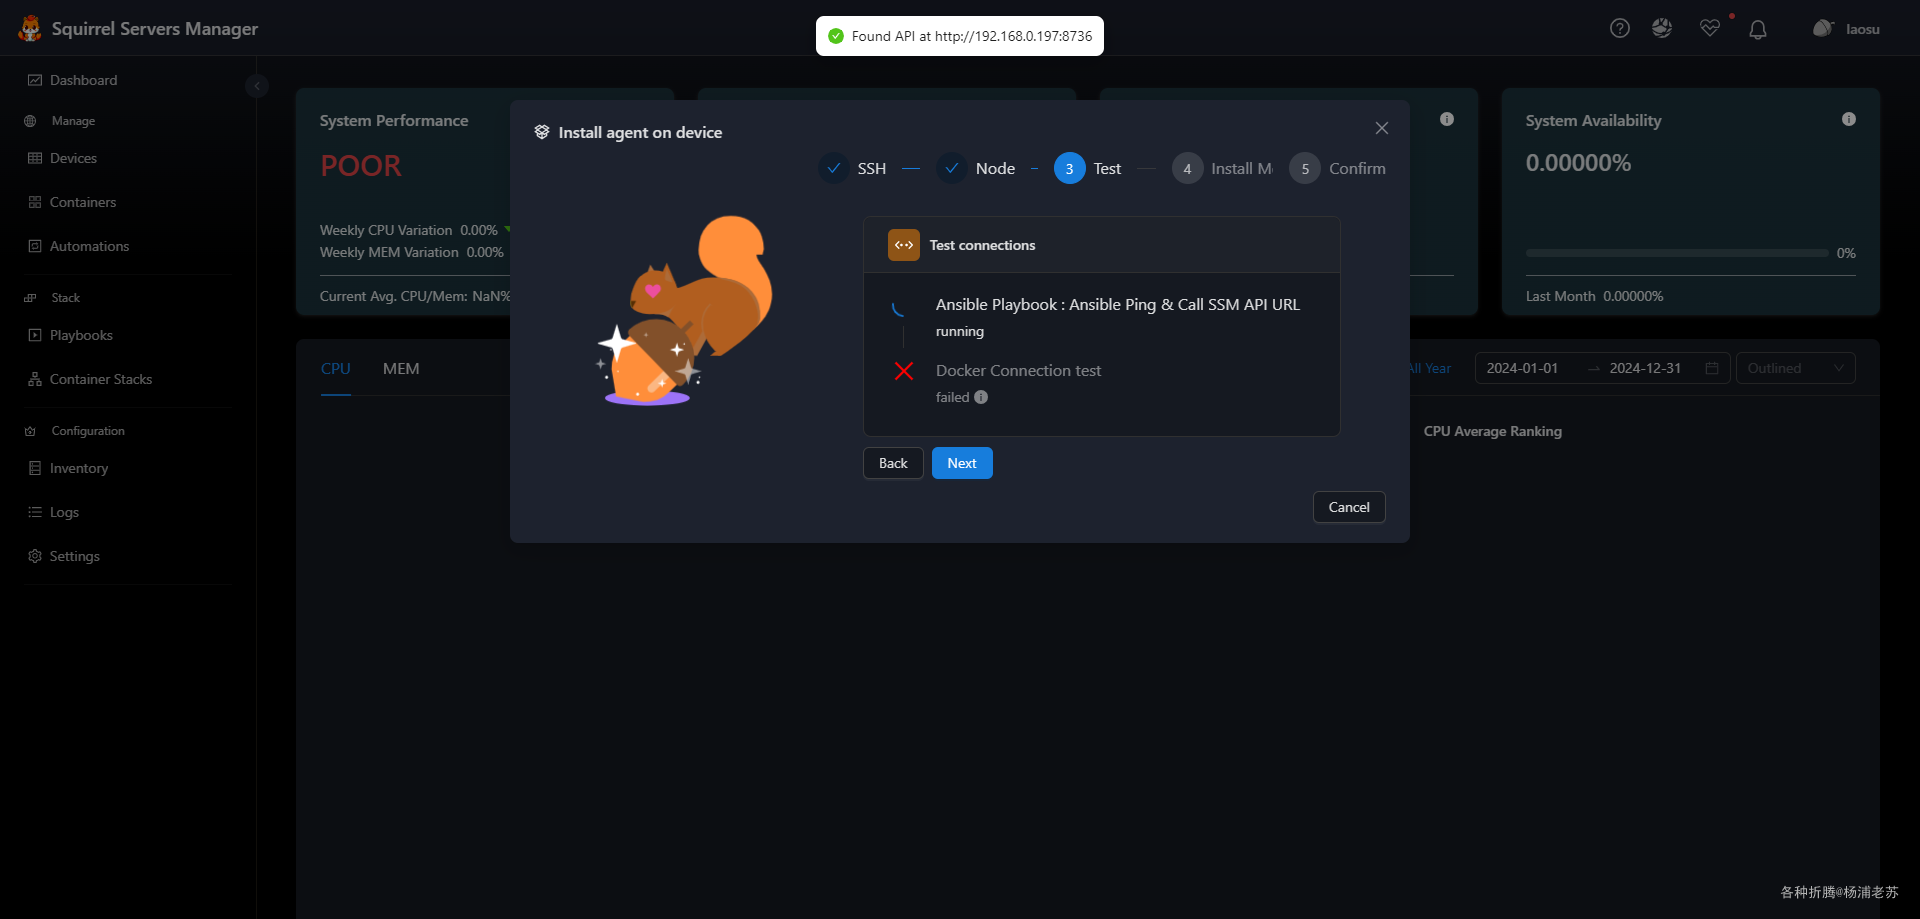 Squirrel Servers Manager
Found API at http://192.168.0.197:8736
laosu
Dashboard
Manage
Devices
Containers
Automations
Stack
Playbooks
Container Stacks
Configuration
Inventory
Logs
Settings
System Performance
POOR
Weekly CPU Variation 0.00%
Weekly MEM Variation 0.00%
Current Avg. CPU/Mem: NaN%
System Availability
0.00000%
0%
Last Month 0.00000%
Install agent on device
SSH
Node
3 Test
4 Install M
5 Confirm
Test connections
Ansible Playbook : Ansible Ping & Call SSM API URL
running
Docker Connection test
failed
Back
Next
Cancel
CPU
MEM
All Year
2024-01-01
2024-12-31
Outlined
CPU Average Ranking
各种折腾@杨浦老苏